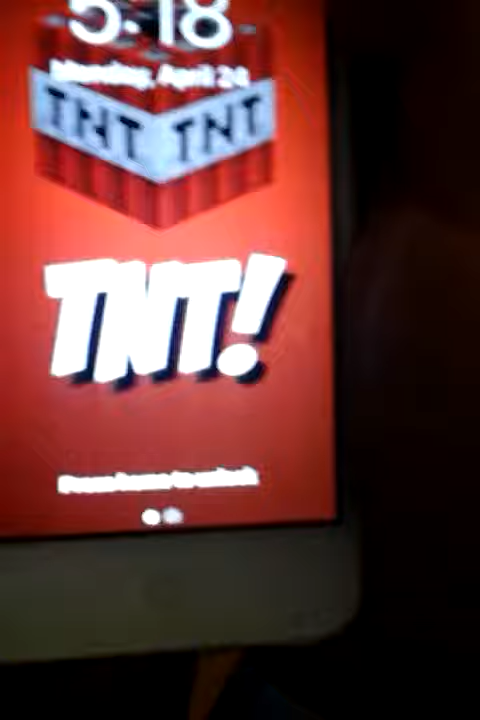 5:18
Monday, April 24
TNT TNT
TNT!
Press home to unlock